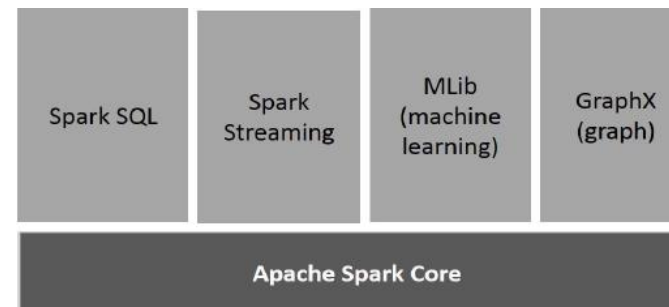 Spark SQL
Spark
Streaming
MLib
(machine
learning)
GraphX
(graph)
Apache Spark Core